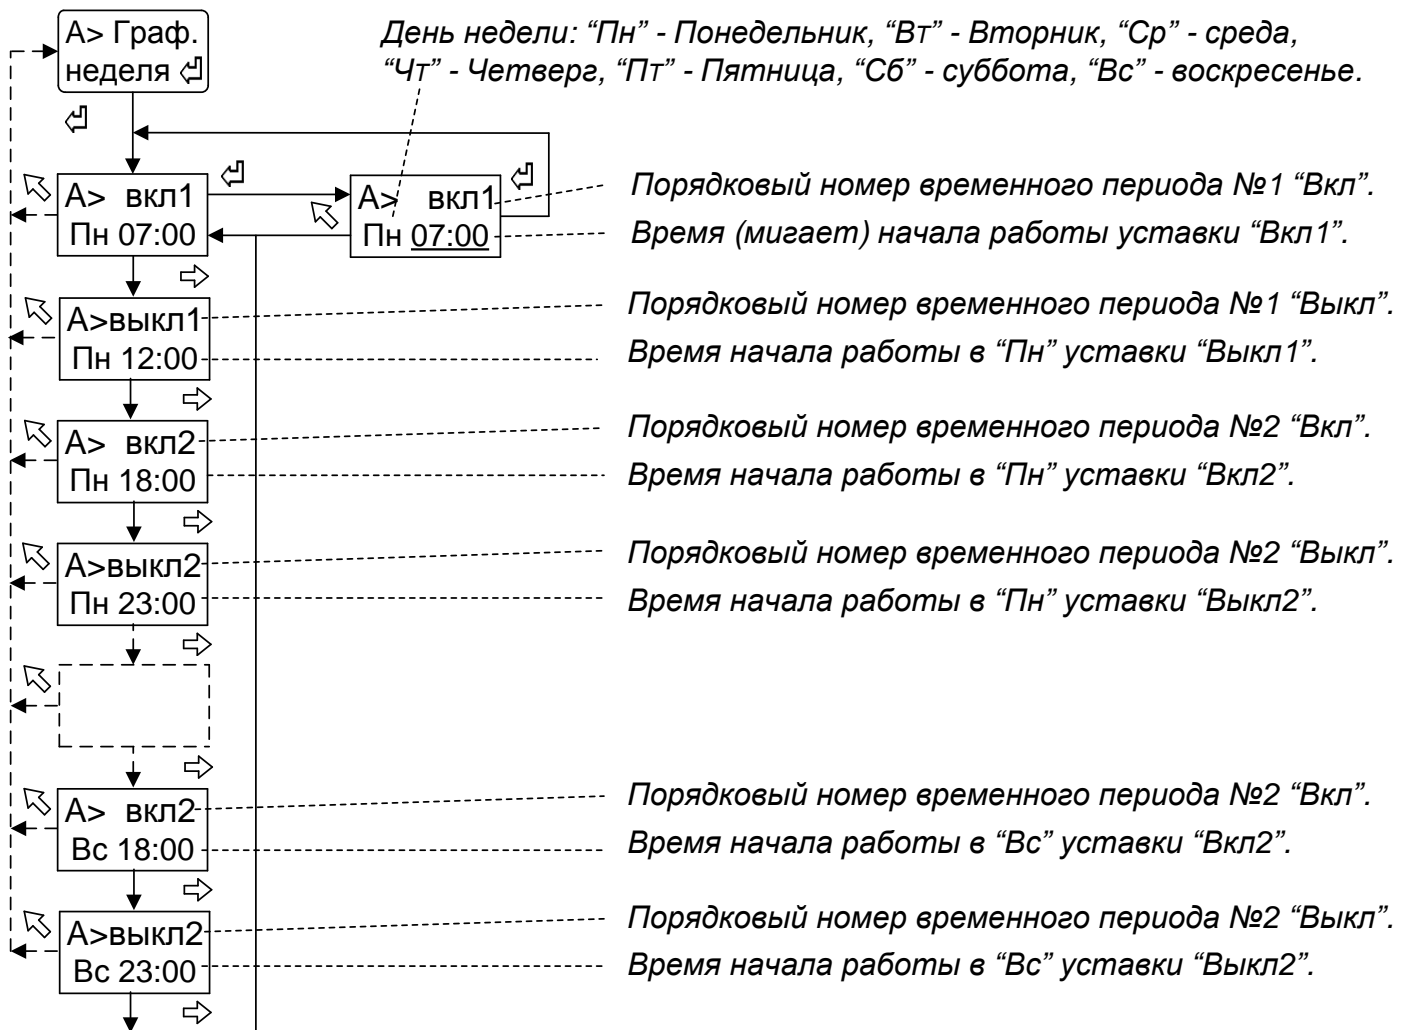 А> Граф.
неделя
День недели: “Пн” - Понедельник, “Вт” - Вторник, “Ср” - среда,
“Чт” - Четверг, “Пт” - Пятница, “Сб” - суббота, “Вс” - воскресенье.
А> вкл1
Пн 07:00
А> вкл1
Пн 07:00
Порядковый номер временного периода №1 “Вкл”.
Время (мигает) начала работы уставки “Вкл1”.
А>выкл1
Пн 12:00
Порядковый номер временного периода №1 “Выкл”.
Время начала работы в “Пн” уставки “Выкл1”.
А> вкл2
Пн 18:00
Порядковый номер временного периода №2 “Вкл”.
Время начала работы в “Пн” уставки “Вкл2”.
А>выкл2
Пн 23:00
Порядковый номер временного периода №2 “Выкл”.
Время начала работы в “Пн” уставки “Выкл2”.
А> вкл2
Вс 18:00
Порядковый номер временного периода №2 “Вкл”.
Время начала работы в “Вс” уставки “Вкл2”.
А>выкл2
Вс 23:00
Порядковый номер временного периода №2 “Выкл”.
Время начала работы в “Вс” уставки “Выкл2”.